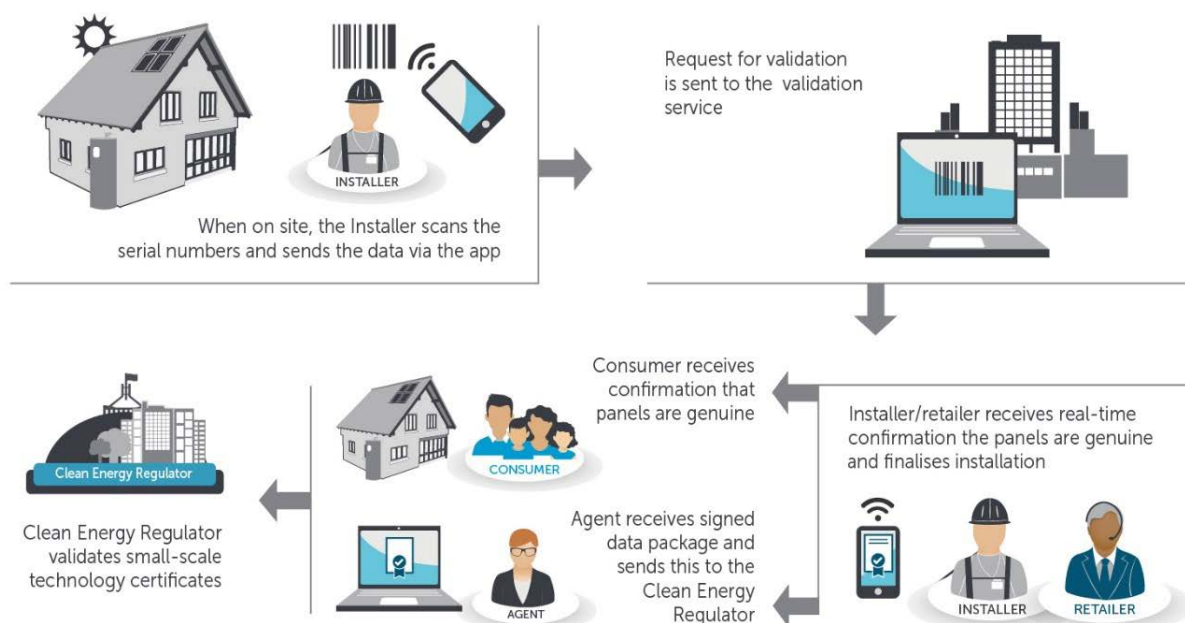 INSTALLER
When on site, the Installer scans the
serial numbers and sends the data via the app
Request for validation
is sent to the validation
service
Installer/retailer receives real-time
confirmation the panels are genuine
and finalises installation
INSTALLER
RETAILER
Consumer receives
confirmation that
panels are genuine
CONSUMER
Agent receives signed
data package and
sends this to the
Clean Energy
Regulator
AGENT
Clean Energy Regulator
Clean Energy Regulator
validates small-scale
technology certificates